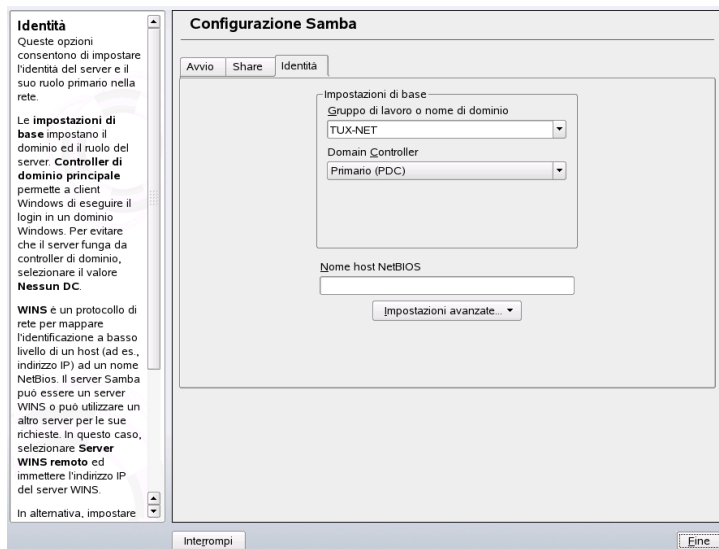 Identità
Queste opzioni
consentono di impostare
l'identità del server e il
suo ruolo primario nella
rete.
Le impostazioni di
base impostano il
dominio ed il ruolo del
server. Controller di
dominio principale
permette a client
Windows di eseguire il
login in un dominio
Windows. Per evitare
che il server funga da
controller di dominio,
selezionare il valore
Nessun DC.
WINS è un protocollo di
rete per mappare
l'identificazione a basso
livello di un host (ad es.,
indirizzo IP) ad un nome
NetBios. Il server Samba
può essere un server
WINS o può utilizzare un
altro server per le sue
richieste. In questo caso,
selezionare Server
WINS remoto ed
immettere l'indirizzo IP
del server WINS.
In alternativa, impostare
Configurazione Samba
Avvio Share Identità
Impostazioni di base
Gruppo di lavoro o nome di dominio
TUX-NET
Domain Controller
Primario (PDC)
Nome host NetBIOS
Impostazioni avanzate...
Interrompi
Fine